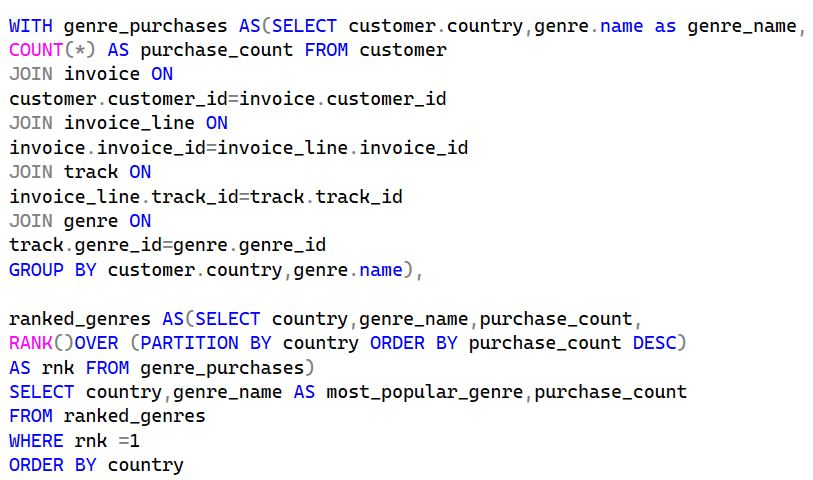 WITH genre_purchases AS(SELECT customer.country,genre.name as genre_name,
COUNT(*) AS purchase_count FROM customer
JOIN invoice ON
customer.customer_id=invoice.customer_id
JOIN invoice_line ON
invoice.invoice_id=invoice_line.invoice_id
JOIN track ON
invoice_line.track_id=track.track_id
JOIN genre ON
track.genre_id=genre.genre_id
GROUP BY customer.country,genre.name),

ranked_genres AS(SELECT country,genre_name,purchase_count,
RANK()OVER (PARTITION BY country ORDER BY purchase_count DESC)
AS rnk FROM genre_purchases)
SELECT country,genre_name AS most_popular_genre,purchase_count
FROM ranked_genres
WHERE rnk =1
ORDER BY country